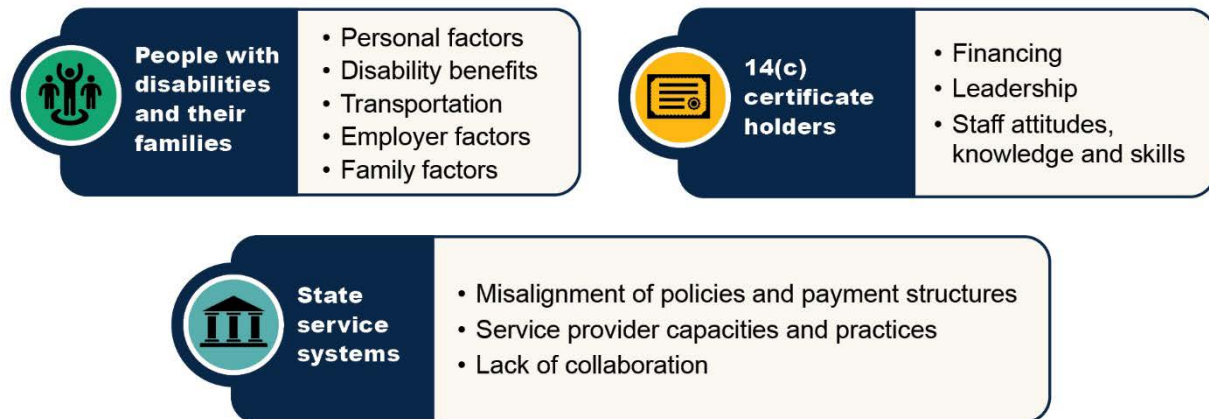 People with
disabilities
and their
families
• Personal factors
• Disability benefits
• Transportation
• Employer factors
• Family factors
14(c)
certificate
holders
• Financing
• Leadership
• Staff attitudes,
knowledge and skills
State
service
systems
• Misalignment of policies and payment structures
• Service provider capacities and practices
• Lack of collaboration